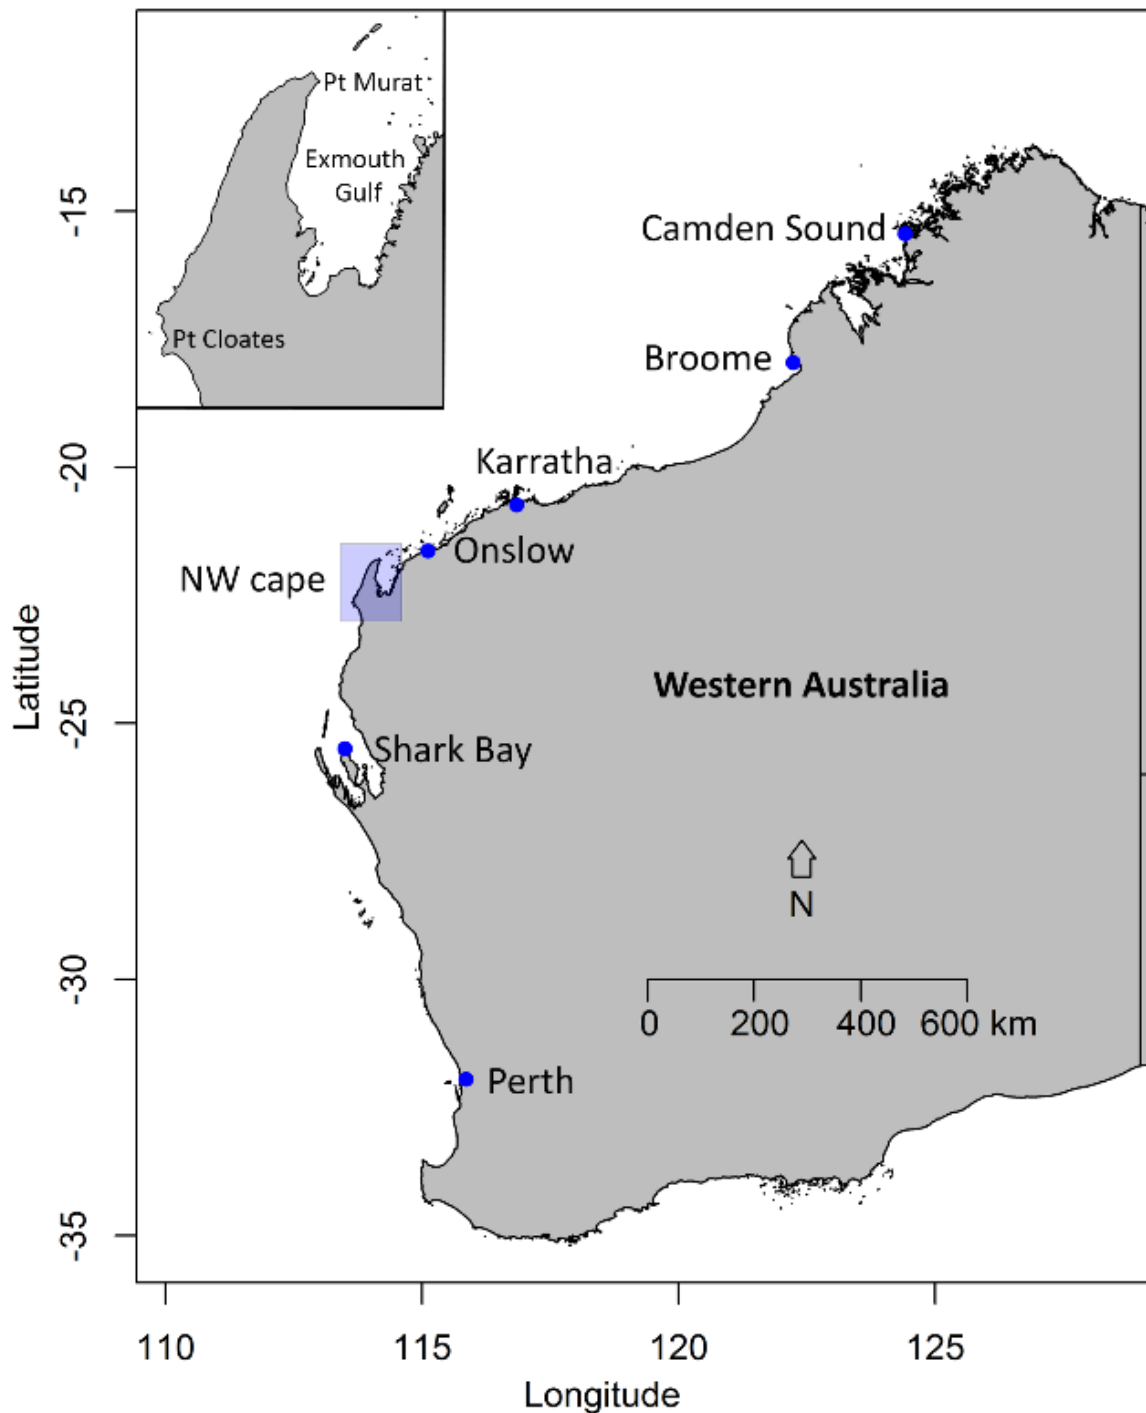 Pt Murat
Exmouth
Gulf
Pt Cloates
Camden Sound
Broome
Karratha
Onslow
NW cape
Western Australia
Shark Bay
N
0 200 400 600 km
Perth
-15
-20
-25
-30
-35
Latitude
110 115 120 125
Longitude